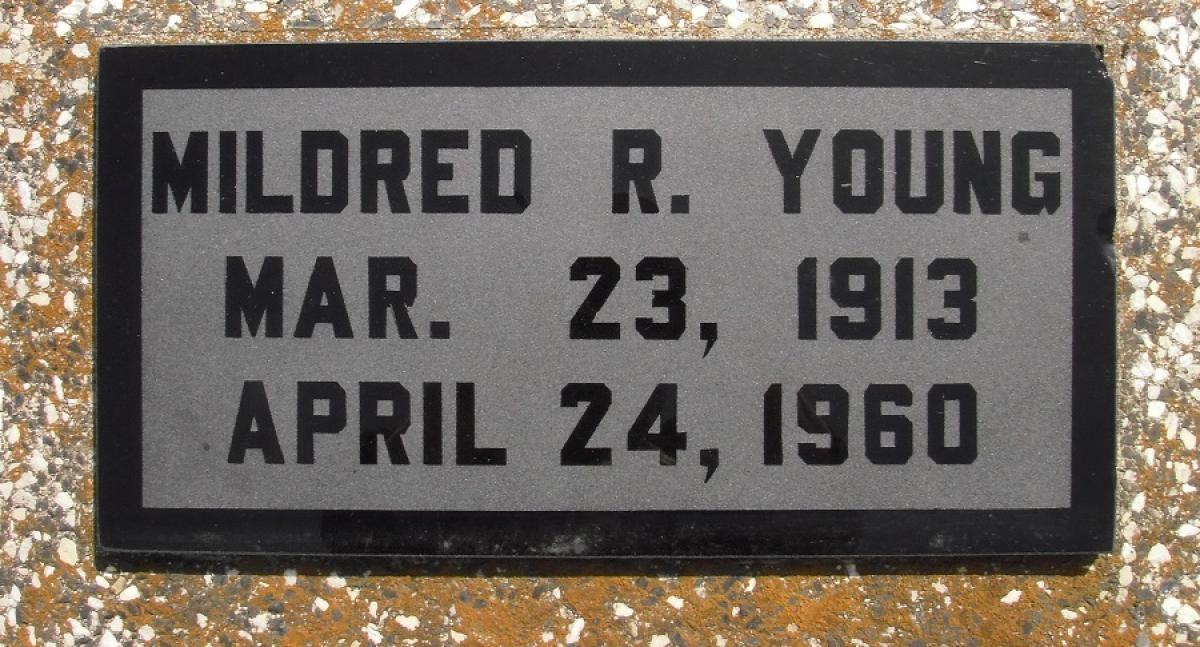 MILDRED R. YOUNG
MAR. 23, 1913
APRIL 24, 1960